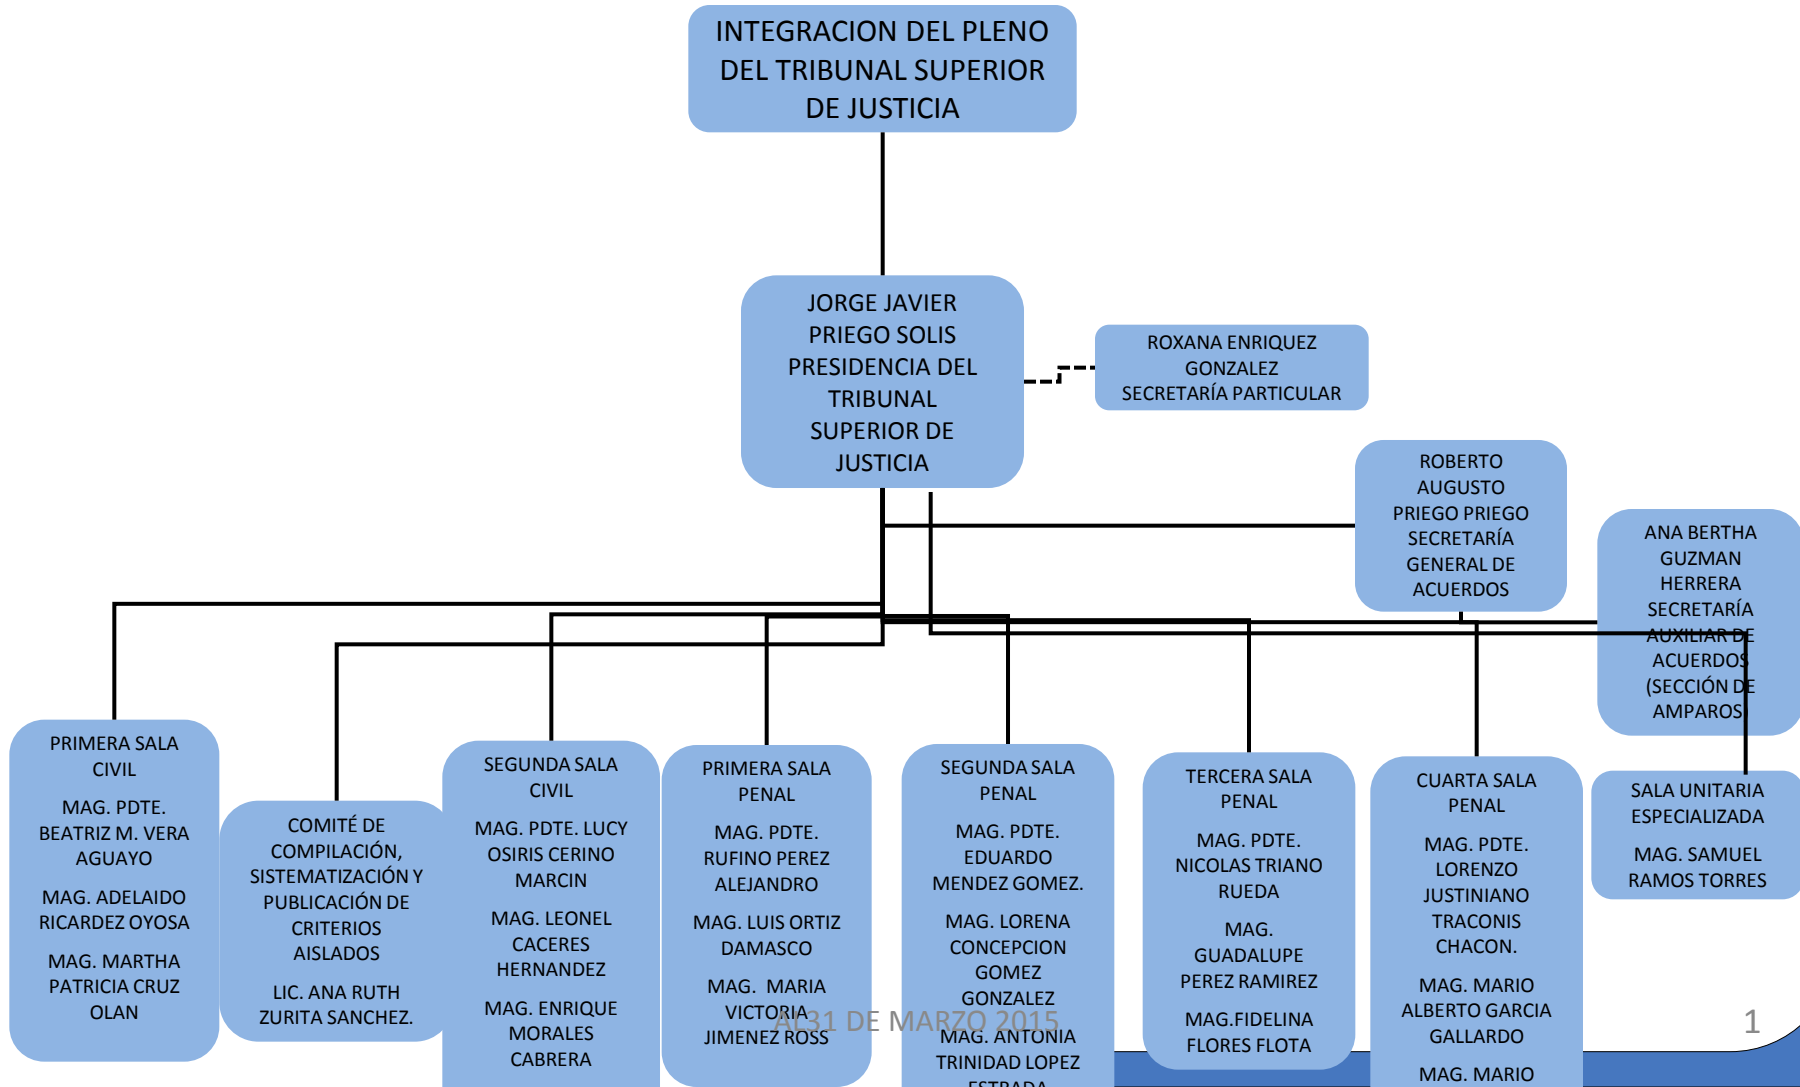 INTEGRACION DEL PLENO
DEL TRIBUNAL SUPERIOR
DE JUSTICIA
JORGE JAVIER
PRIEGO SOLIS
PRESIDENCIA DEL
TRIBUNAL
SUPERIOR DE
JUSTICIA
ROXANA ENRIQUEZ
GONZALEZ
SECRETARÍA PARTICULAR
ROBERTO
AUGUSTO
PRIEGO PRIEGO
SECRETARÍA
GENERAL DE
ACUERDOS
ANA BERTHA
GUZMAN
HERRERA
SECRETARÍA
AUXILIAR DE
ACUERDOS
(SECCIÓN DE
AMPAROS)
PRIMERA SALA
CIVIL
MAG. PDTE.
BEATRIZ M. VERA
AGUAYO
MAG. ADELAIDO
RICARDEZ OYOSA
MAG. MARTHA
PATRICIA CRUZ
OLAN
COMITÉ DE
COMPILACIÓN,
SISTEMATIZACIÓN Y
PUBLICACIÓN DE
CRITERIOS
AISLADOS
LIC. ANA RUTH
ZURITA SANCHEZ.
SEGUNDA SALA
CIVIL
MAG. PDTE. LUCY
OSIRIS CERINO
MARCIN
MAG. LEONEL
CACERES
HERNANDEZ
MAG. ENRIQUE
MORALES
CABRERA
PRIMERA SALA
PENAL
MAG. PDTE.
RUFINO PEREZ
ALEJANDRO
MAG. LUIS ORTIZ
DAMASCO
MAG. MARIA
VICTORIA
JIMENEZ ROSS
SEGUNDA SALA
PENAL
MAG. PDTE.
EDUARDO
MENDEZ GOMEZ.
MAG. LORENA
CONCEPCION
GOMEZ
GONZALEZ
MAG. ANTONIA
TRINIDAD LOPEZ
ESTRADA
TERCERA SALA
PENAL
MAG. PDTE.
NICOLAS TRIANO
RUEDA
MAG.
GUADALUPE
PEREZ RAMIREZ
MAG.FIDELINA
FLORES FLOTA
CUARTA SALA
PENAL
MAG. PDTE.
LORENZO
JUSTINIANO
TRACONIS
CHACON.
MAG. MARIO
ALBERTO GARCIA
GALLARDO
MAG. MARIO
SALA UNITARIA
ESPECIALIZADA
MAG. SAMUEL
RAMOS TORRES
AL31 DE MARZO 2015
1